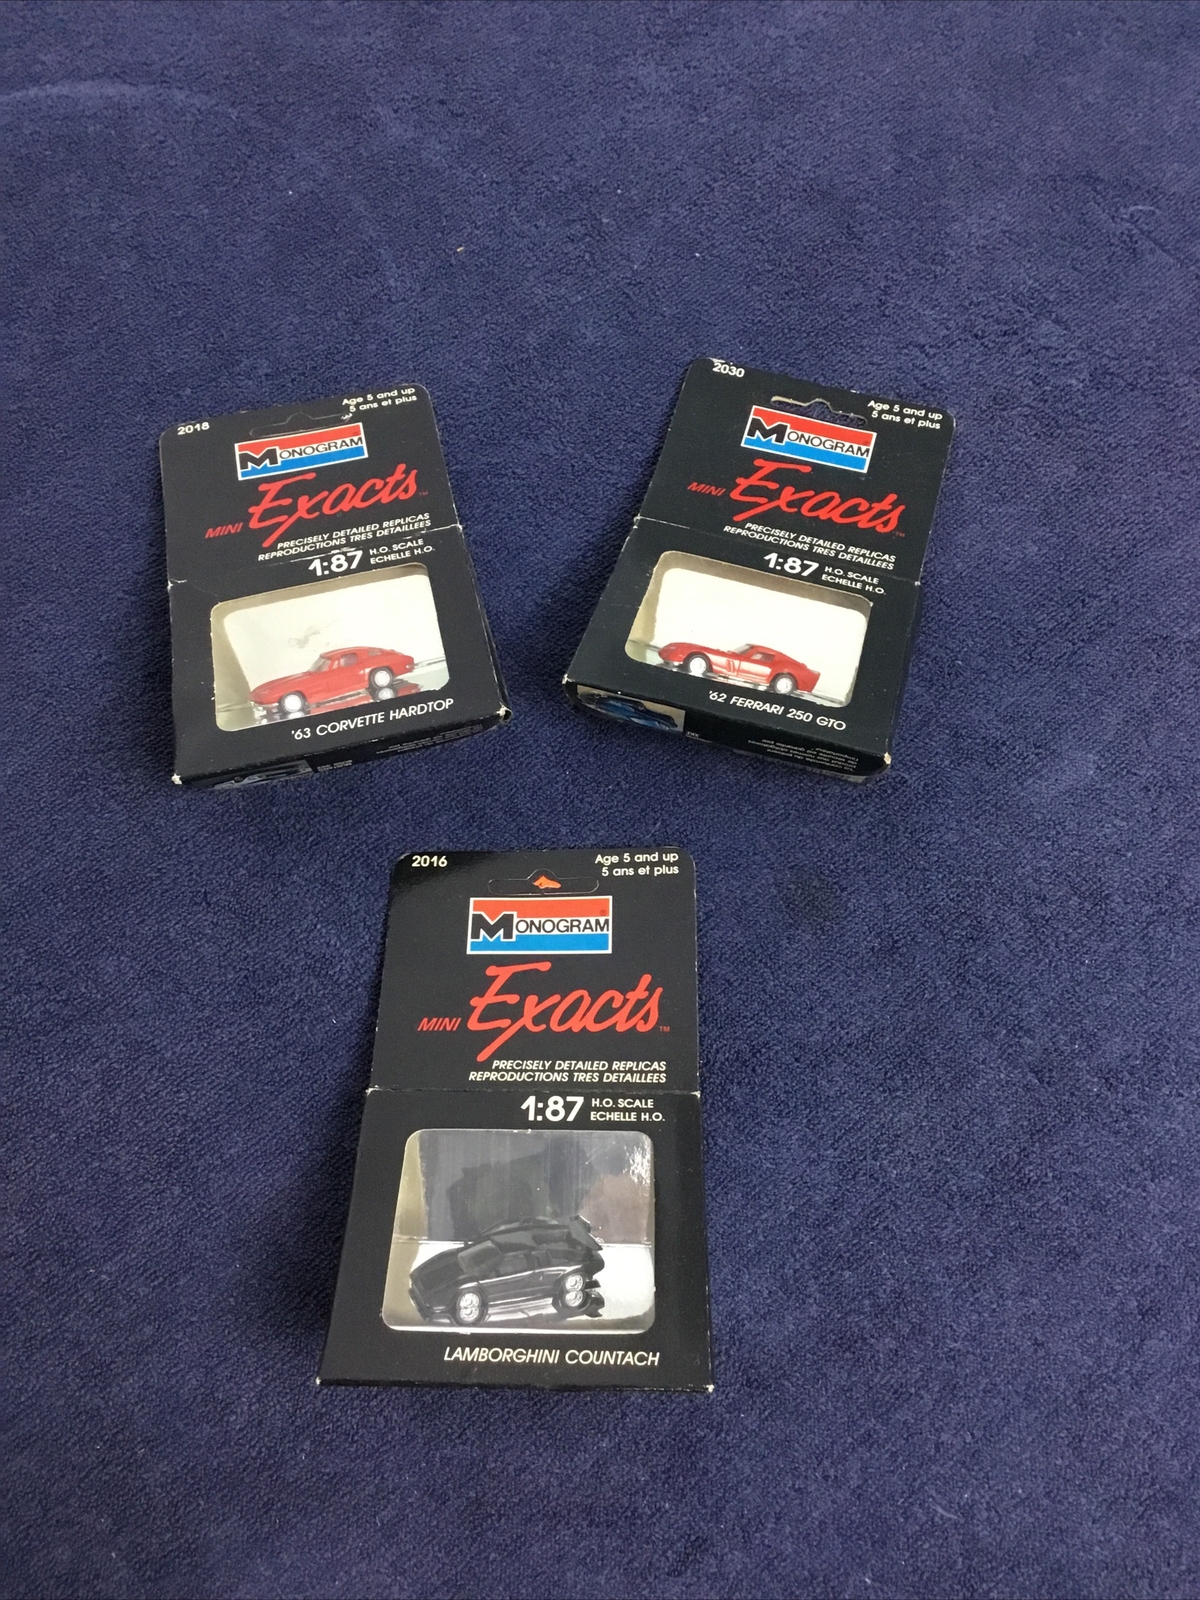 2018
Age 5 and up
5 ans et plus
MONOGRAM
MINI Exacts™
PRECISELY DETAILED REPLICAS
REPRODUCTIONS TRES DETAILLEES
1:87 H.O. SCALE
ECHELLE H.O.
'63 CORVETTE HARDTOP
2030
Age 5 and up
5 ans et plus
MONOGRAM
MINI Exacts™
PRECISELY DETAILED REPLICAS
REPRODUCTIONS TRES DETAILLEES
1:87 H.O. SCALE
ECHELLE H.O.
'62 FERRARI 250 GTO
2016
Age 5 and up
5 ans et plus
MONOGRAM®
MINI Exacts™
PRECISELY DETAILED REPLICAS
REPRODUCTIONS TRES DETAILLEES
1:87 H.O. SCALE
ECHELLE H.O.
LAMBORGHINI COUNTACH